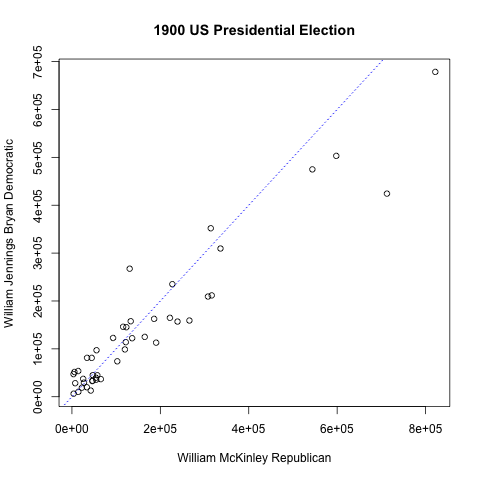 1900 US Presidential Election
William Jennings Bryan Democratic
7e+05
6e+05
5e+05
4e+05
3e+05
2e+05
1e+05
0e+00
0e+00 2e+05 4e+05 6e+05 8e+05
William McKinley Republican